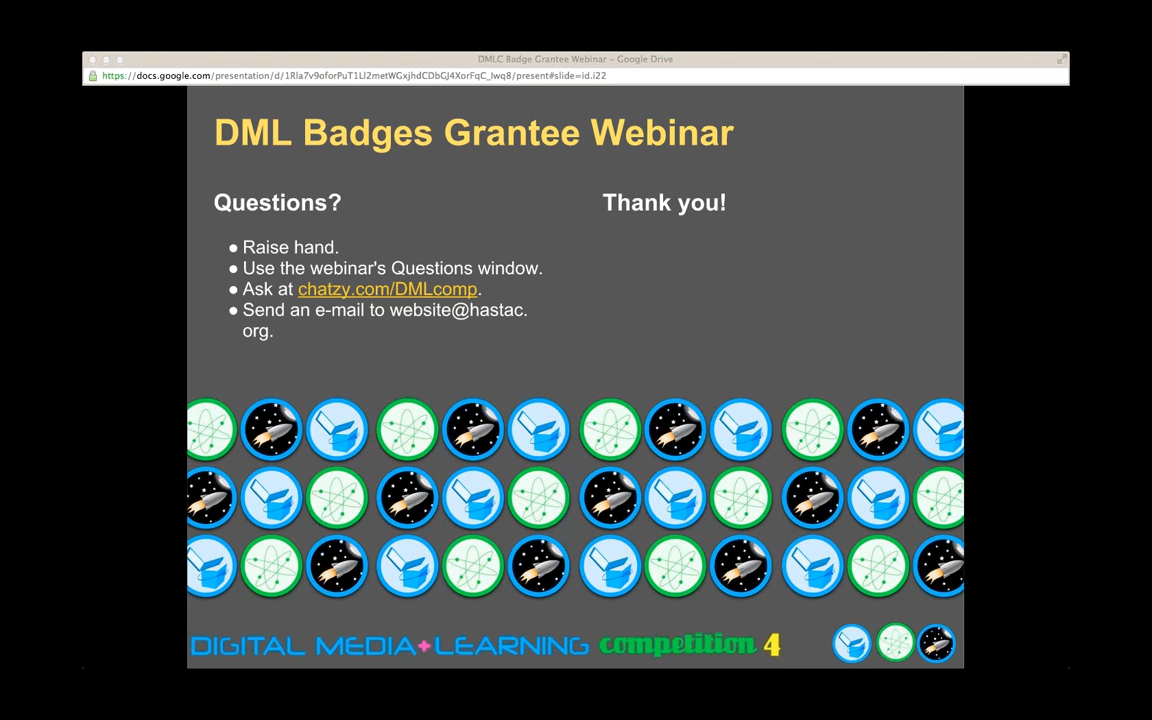 DMLC Badge Grantee Webinar – Google Drive
https://docs.google.com/presentation/d/1Rla7v9oforPuT1LI2metWGxjhdCDbGJ4XorFqC_lwq8/present#slide=id.i22
DML Badges Grantee Webinar
Questions?
● Raise hand.
● Use the webinar's Questions window.
● Ask at chatzy.com/DMLcomp.
● Send an e-mail to website@hastac.
org.
Thank you!
DIGITAL MEDIA+LEARNING competition 4